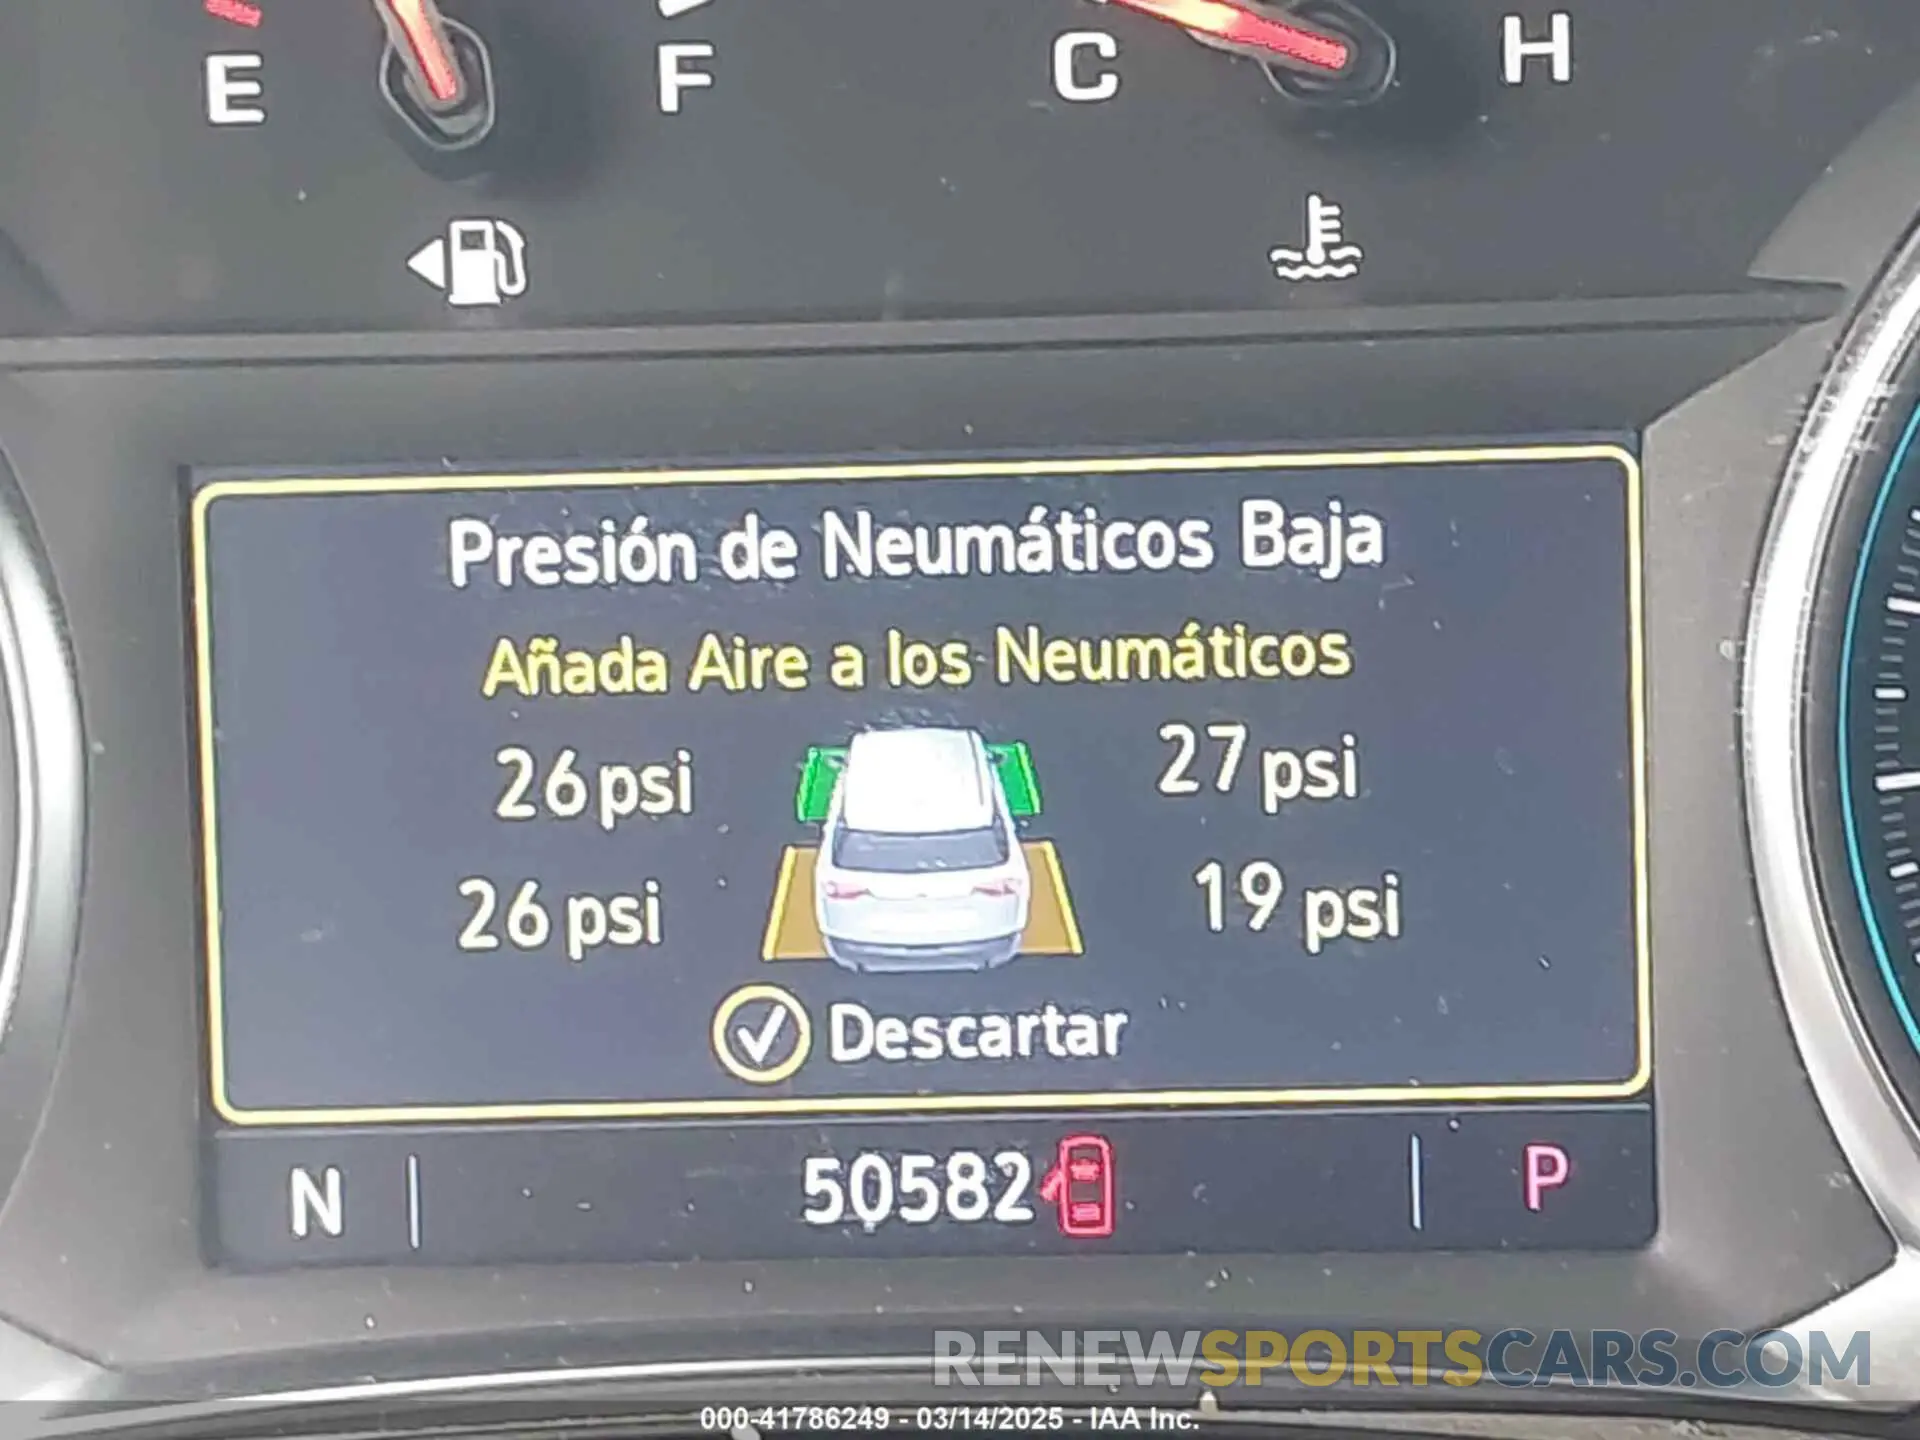 E F C H
Presión de Neumáticos Baja
Añada Aire a los Neumáticos
26 psi 27 psi
26 psi 19 psi
Descartar
N 50582 P
RENEWSPORTSCARS.COM
000-41786249 - 03/14/2025 - IAA Inc.